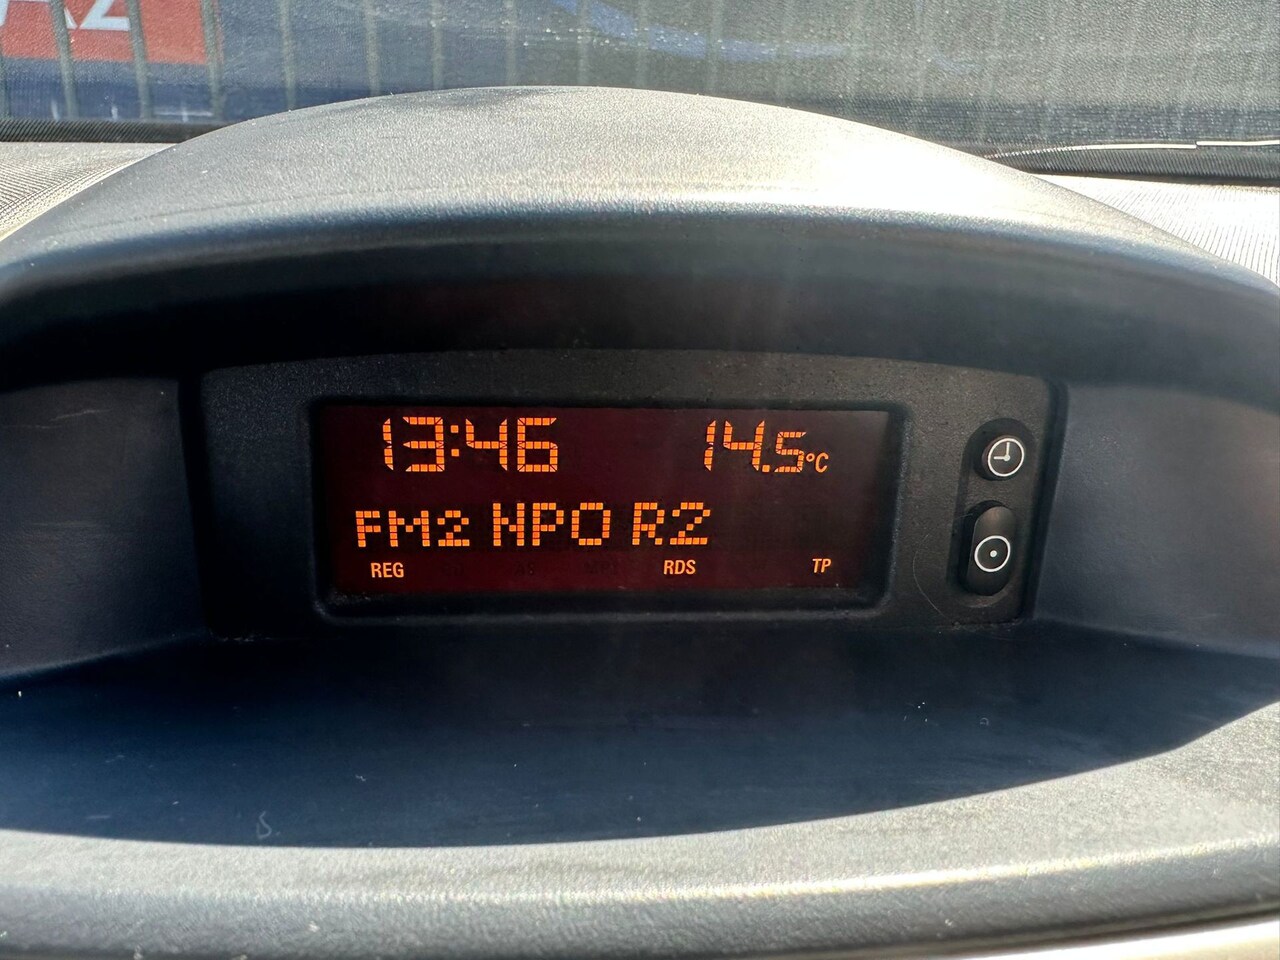 13:46 14.5°C
FM2 NPO R2
REG RDS TP